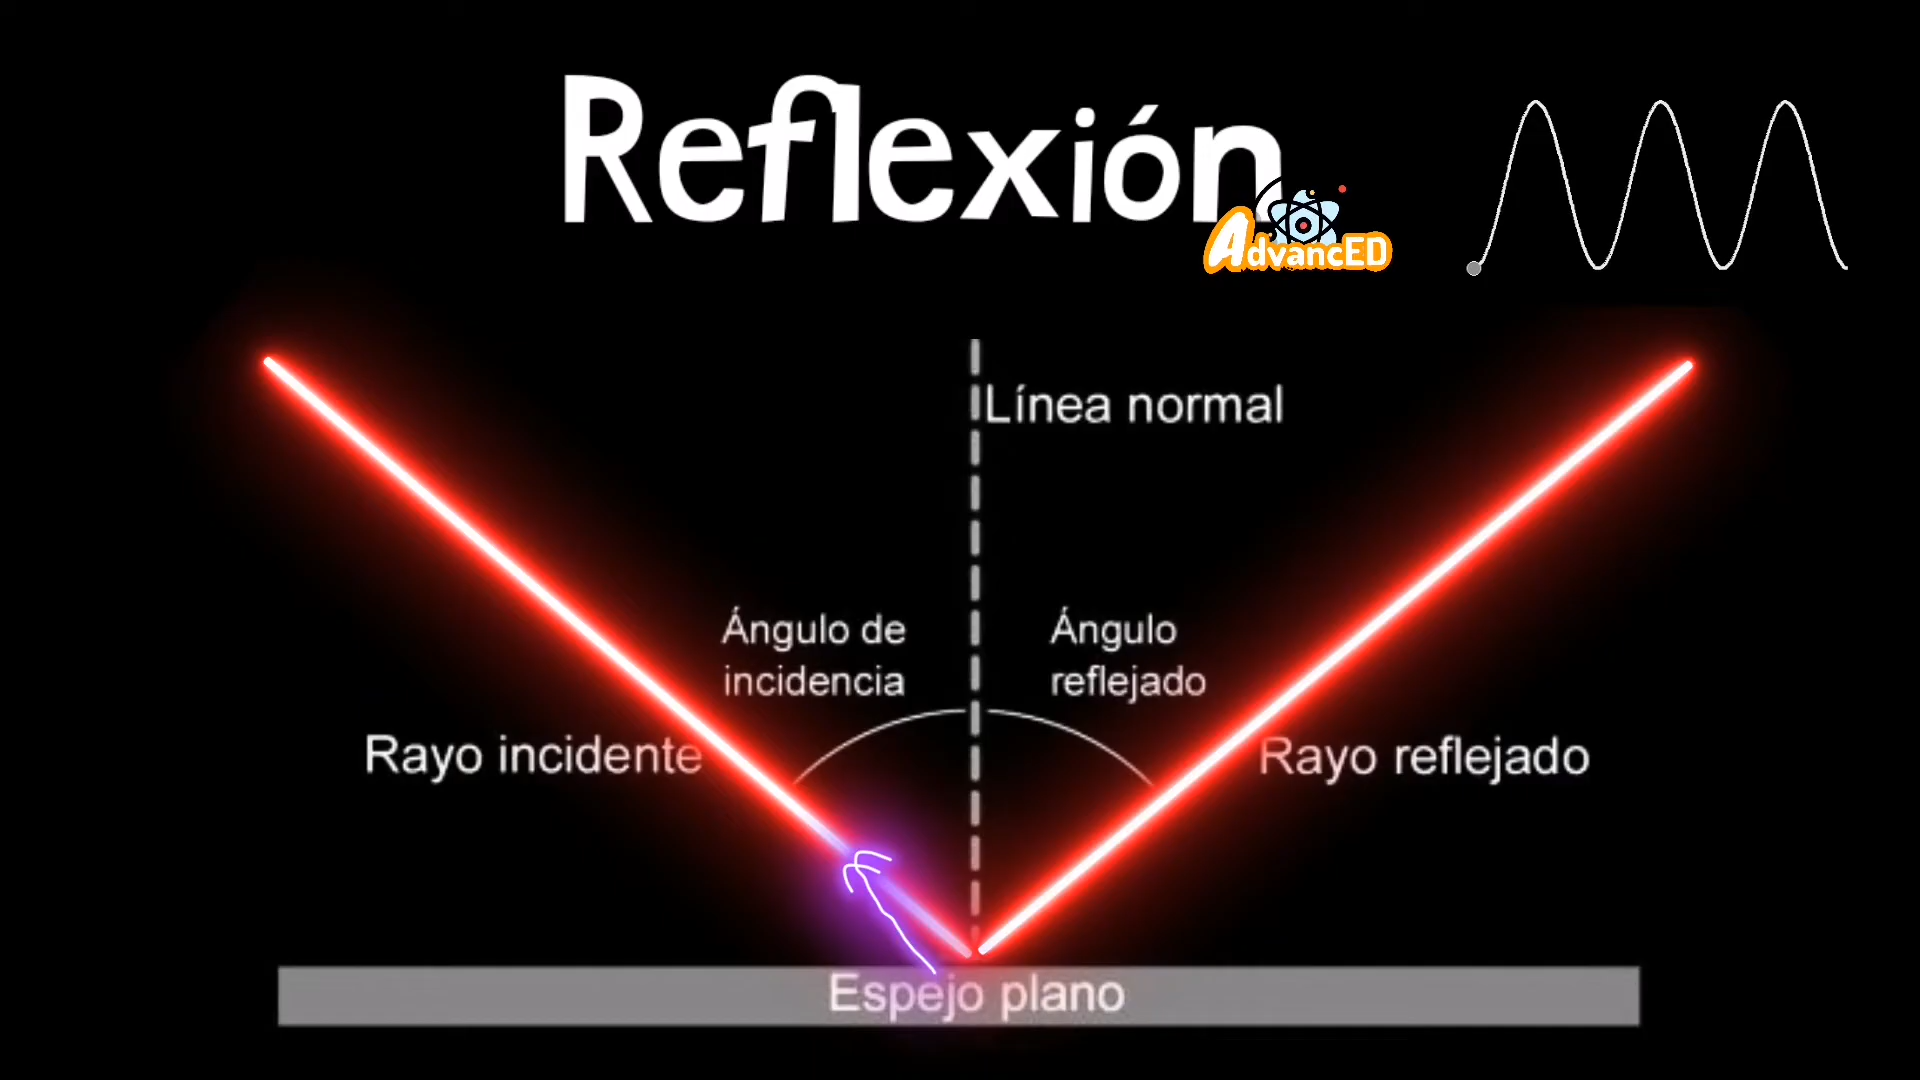 Reflexión
AdvancED
Línea normal
Ángulo de
incidencia
Ángulo
reflejado
Rayo incidente
Rayo reflejado
Espejo plano